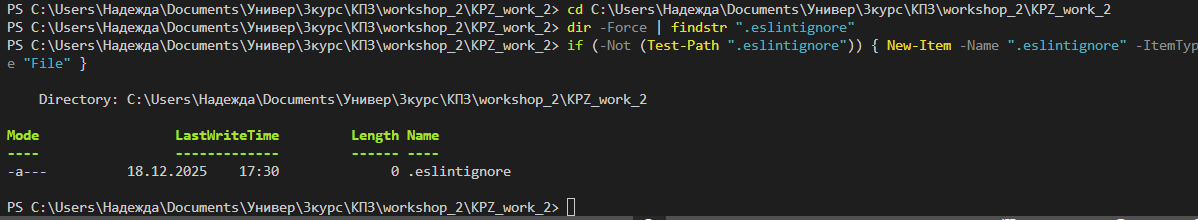 PS C:\Users\Надежда\Documents\Универ\3курс\КПЗ\workshop_2\KPZ_work_2> cd C:\Users\Надежда\Documents\Универ\3курс\КПЗ\workshop_2\KPZ_work_2
PS C:\Users\Надежда\Documents\Универ\3курс\КПЗ\workshop_2\KPZ_work_2> dir -Force | findstr ".eslintignore"
PS C:\Users\Надежда\Documents\Универ\3курс\КПЗ\workshop_2\KPZ_work_2> if (-Not (Test-Path ".eslintignore")) { New-Item -Name ".eslintignore" -ItemTyp
e "File" }
Directory: C:\Users\Надежда\Documents\Универ\3курс\КПЗ\workshop_2\KPZ_work_2
Mode LastWriteTime Length Name
---- ------------- ------ ----
-a--- 18.12.2025 17:30 0 .eslintignore
PS C:\Users\Надежда\Documents\Универ\3курс\КПЗ\workshop_2\KPZ_work_2>